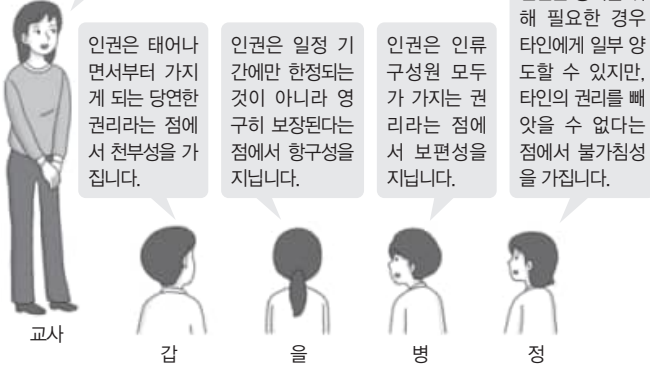 인권은 태어나
면서부터 가지
게 되는 당연한
권리라는 점에
서 천부성을 가
집니다.
인권은 일정 기
간에만 한정되는
것이 아니라 영
구히 보장된다는
점에서 항구성을
지닙니다.
인권은 인류
구성원 모두
가 가지는 권
리라는 점에
서 보편성을
지닙니다.
해 필요한 경우
타인에게 일부 양
도할 수 있지만,
타인의 권리를 빼
앗을 수 없다는
점에서 불가침성
을 가집니다.
교사
갑
을
병
정